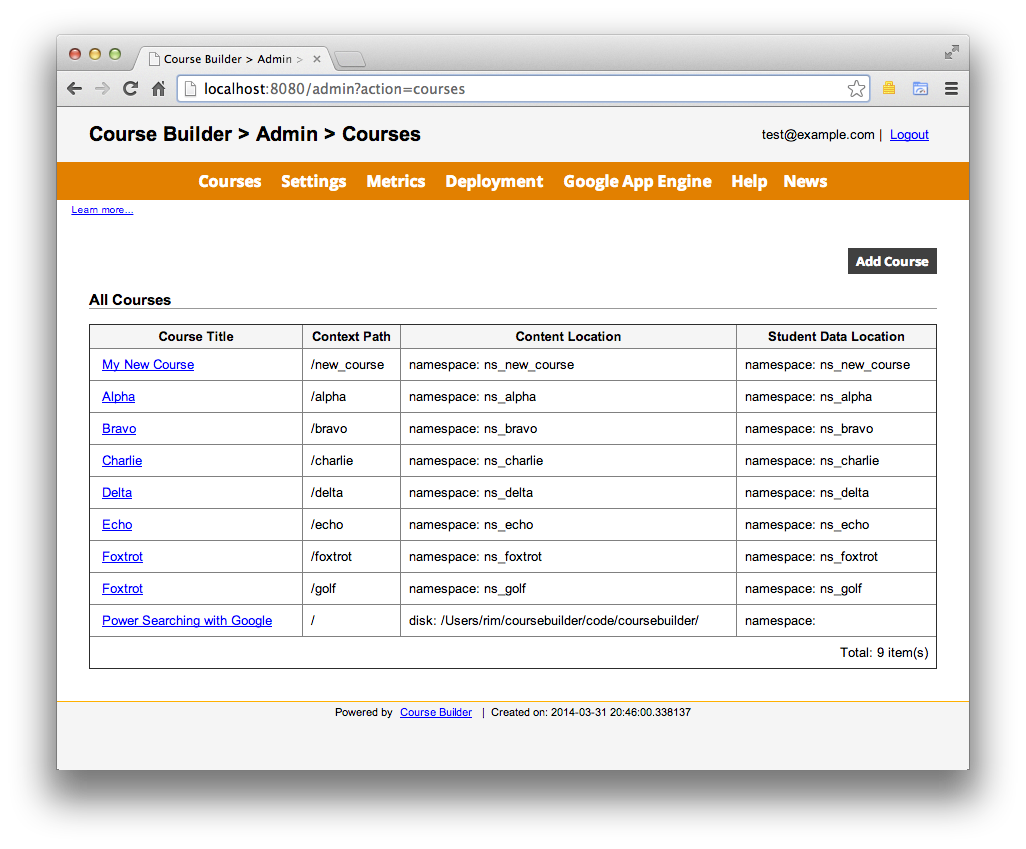 Course Builder > Admin >
localhost:8080/admin?action=courses
Course Builder > Admin > Courses test@example.com | Logout
Courses Settings Metrics Deployment Google App Engine Help News
Learn more...
Add Course
All Courses
Course Title Context Path Content Location Student Data Location
My New Course /new_course namespace: ns_new_course namespace: ns_new_course
Alpha /alpha namespace: ns_alpha namespace: ns_alpha
Bravo /bravo namespace: ns_bravo namespace: ns_bravo
Charlie /charlie namespace: ns_charlie namespace: ns_charlie
Delta /delta namespace: ns_delta namespace: ns_delta
Echo /echo namespace: ns_echo namespace: ns_echo
Foxtrot /foxtrot namespace: ns_foxtrot namespace: ns_foxtrot
Foxtrot /golf namespace: ns_golf namespace: ns_golf
Power Searching with Google / disk: /Users/rim/coursebuilder/code/coursebuilder/ namespace:
Total: 9 item(s)
Powered by Course Builder | Created on: 2014-03-31 20:46:00.338137